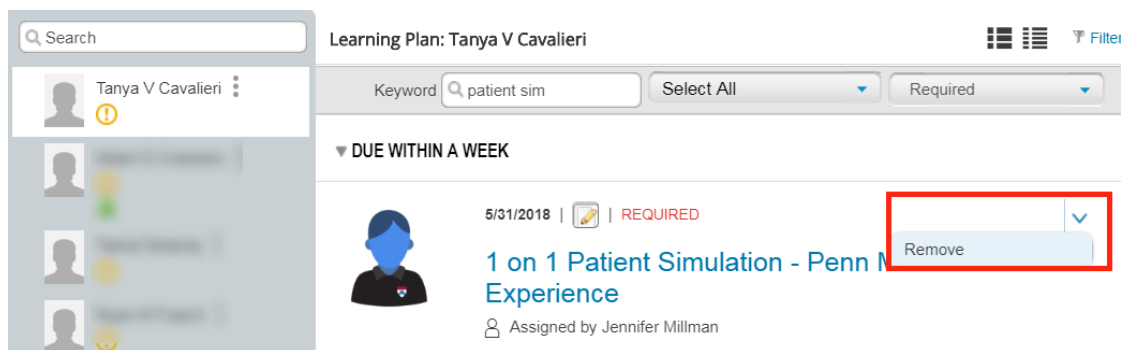 Search
Tanya V Cavalieri
Learning Plan: Tanya V Cavalieri
Filter
Keyword
patient sim
Select All
Required
DUE WITHIN A WEEK
5/31/2018 | | REQUIRED
Remove
1 on 1 Patient Simulation - Penn
Experience
Assigned by Jennifer Millman